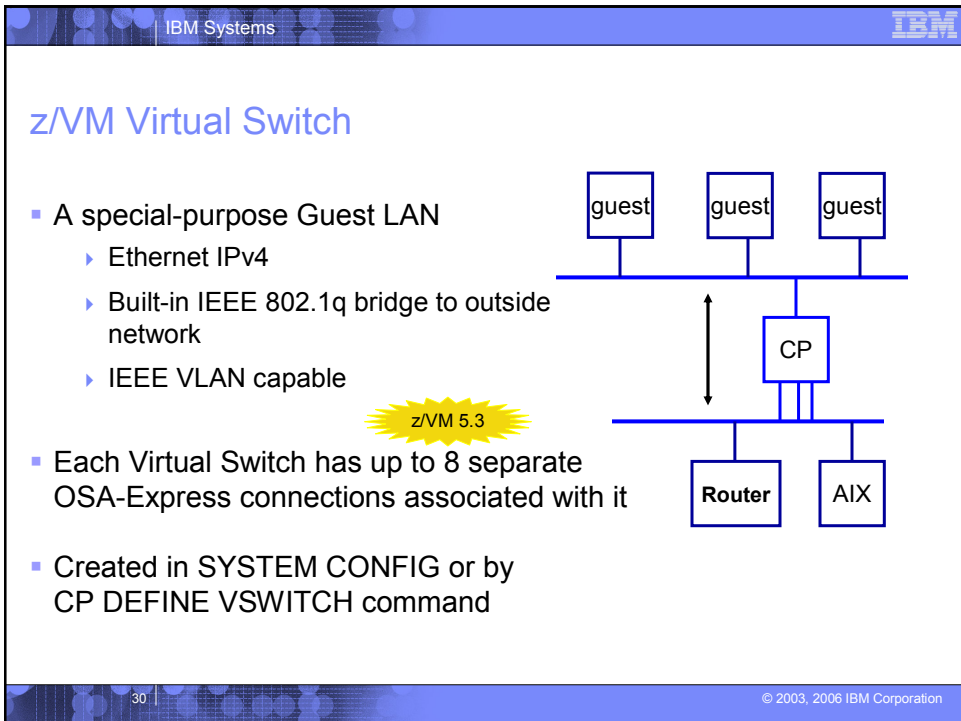 IBM Systems
IBM
z/VM Virtual Switch
A special-purpose Guest LAN
Ethernet IPv4
Built-in IEEE 802.1q bridge to outside
network
IEEE VLAN capable
z/VM 5.3
Each Virtual Switch has up to 8 separate
OSA-Express connections associated with it
Created in SYSTEM CONFIG or by
CP DEFINE VSWITCH command
guest
guest
guest
CP
Router
AIX
30
© 2003, 2006 IBM Corporation